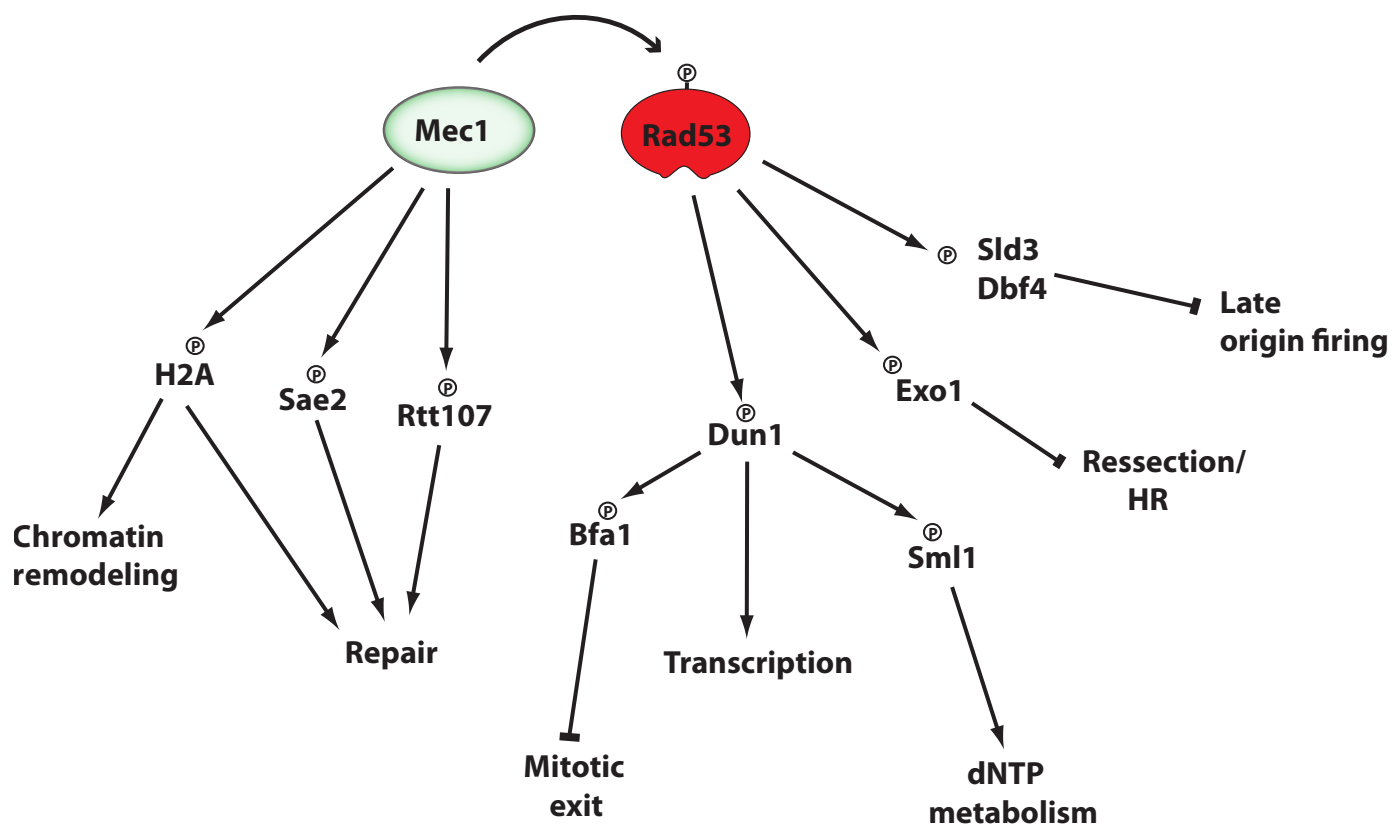 P
Mec1
Rad53
P
Sld3
Dbf4
Late
origin firing
P
H2A
P
Sae2
P
Rtt107
P
Exo1
P
Dun1
Ressection/
HR
P
Bfa1
P
Sml1
Chromatin
remodeling
Repair
Transcription
Mitotic
exit
dNTP
metabolism